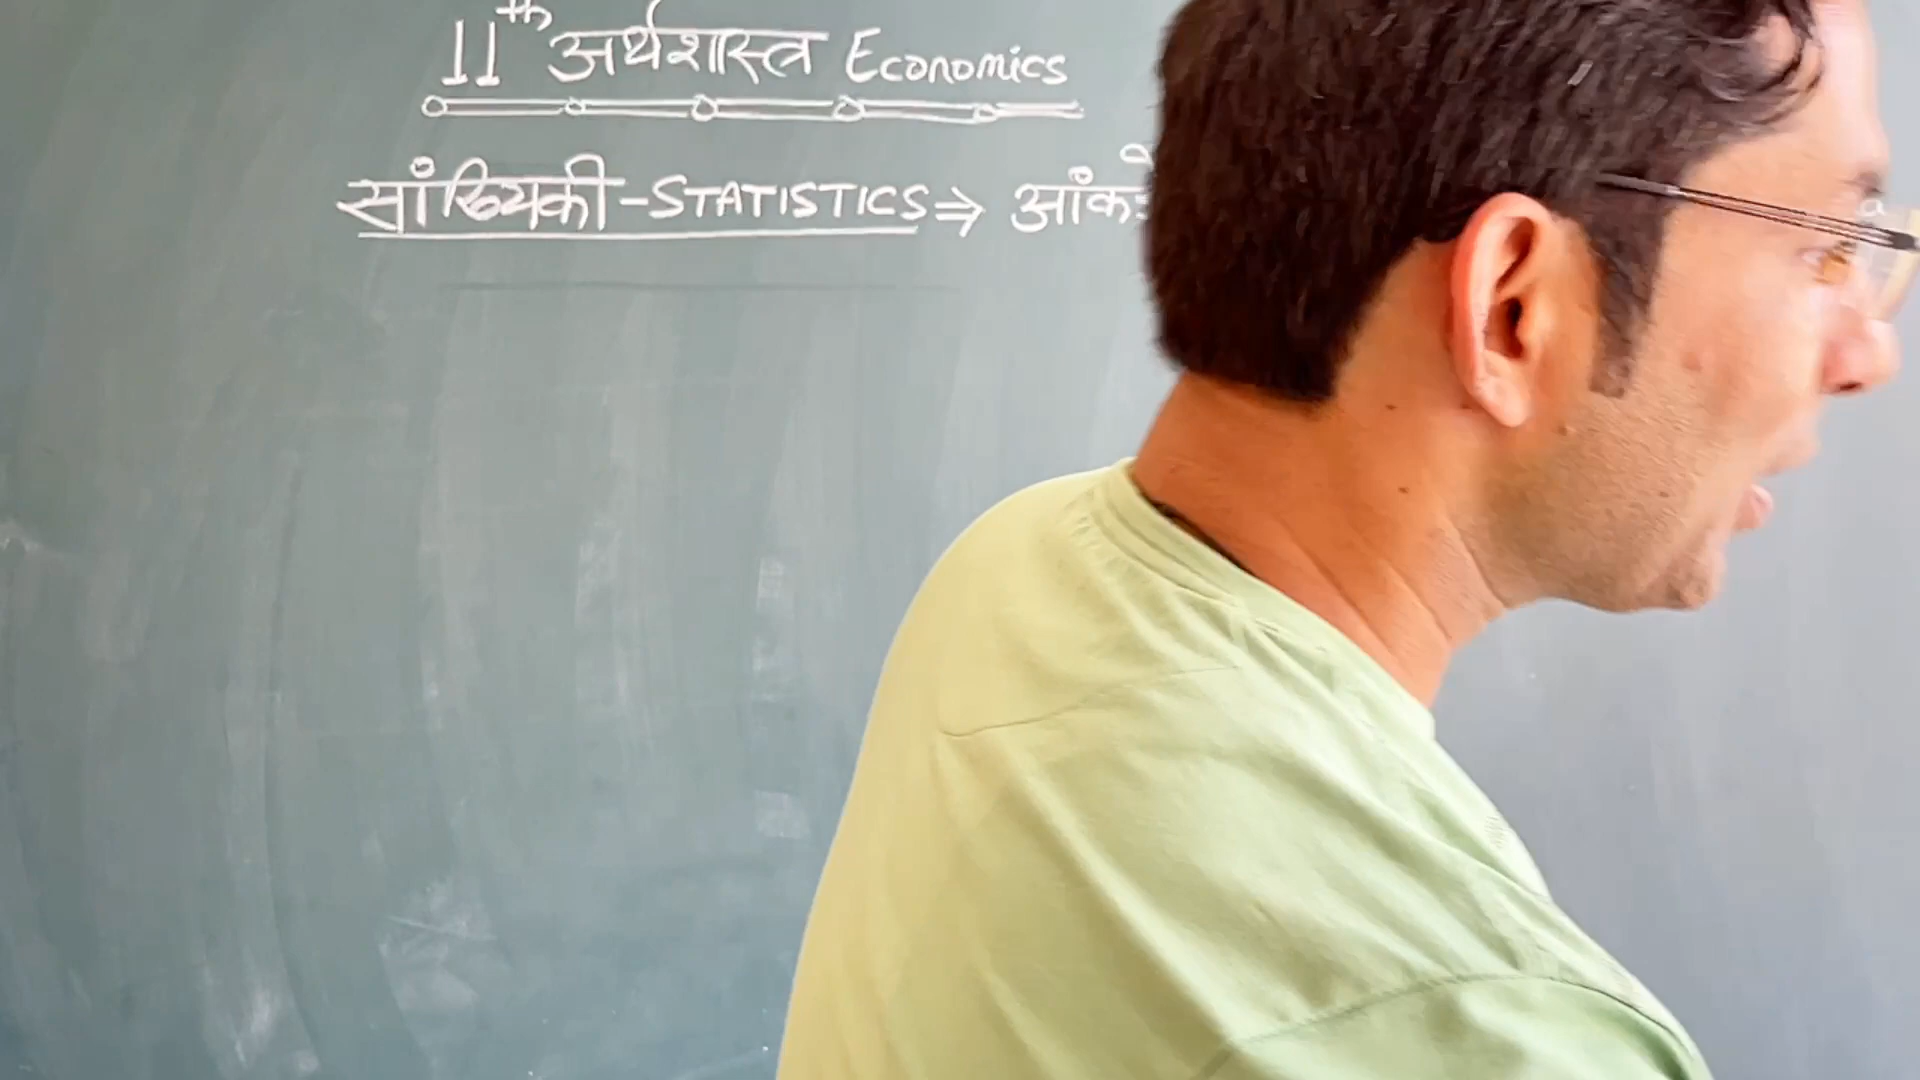 11th अर्थशास्त्र Economics
सांख्यिकी - STATISTICS ⇒